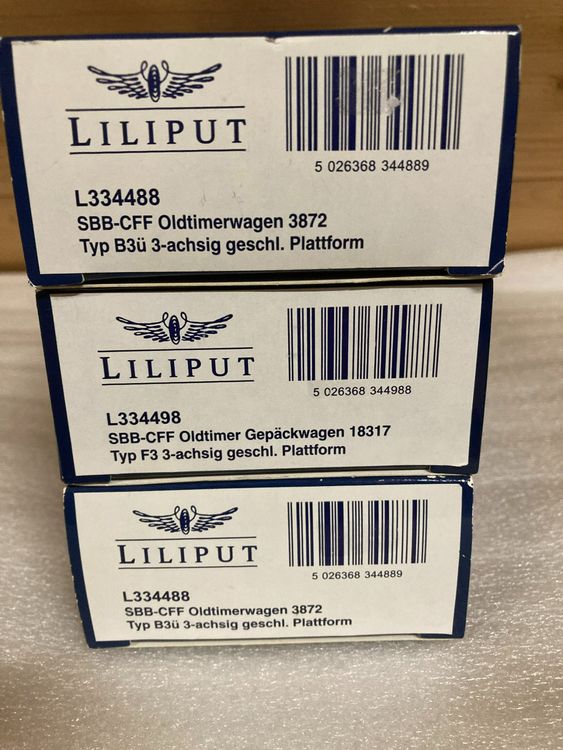 LILIPUT
5 026368 344889
L334488
SBB-CFF Oldtimerwagen 3872
Typ B3ü 3-achsig geschl. Plattform
LILIPUT
5 026368 344988
L334498
SBB-CFF Oldtimer Gepäckwagen 18317
Typ F3 3-achsig geschl. Plattform
LILIPUT
5 026368 344889
L334488
SBB-CFF Oldtimerwagen 3872
Typ B3ü 3-achsig geschl. Plattform